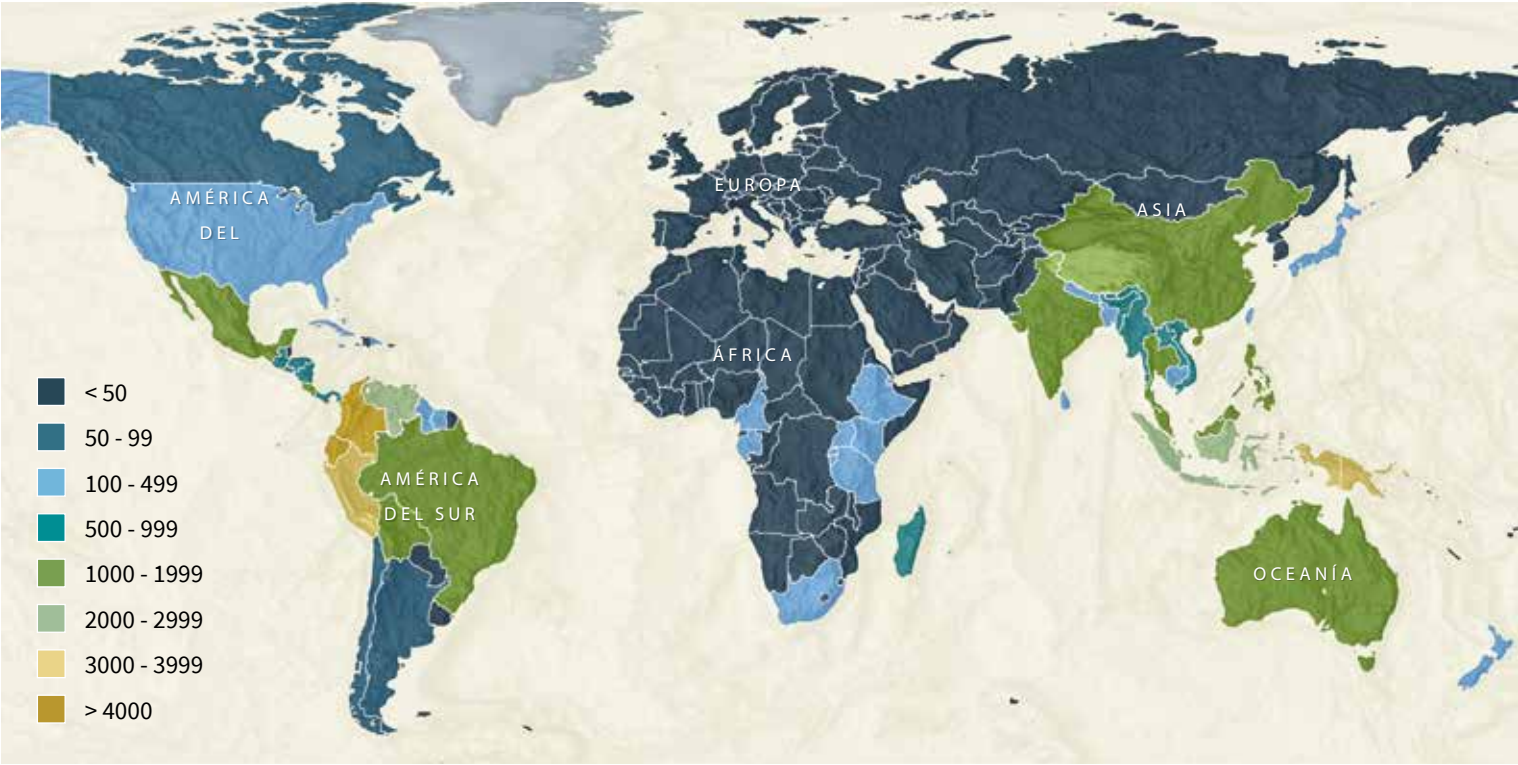 AMÉRICA
DEL
EUROPA
ASIA
ÁFRICA
AMÉRICA
DEL SUR
OCEANÍA
< 50
50 - 99
100 - 499
500 - 999
1000 - 1999
2000 - 2999
3000 - 3999
> 4000